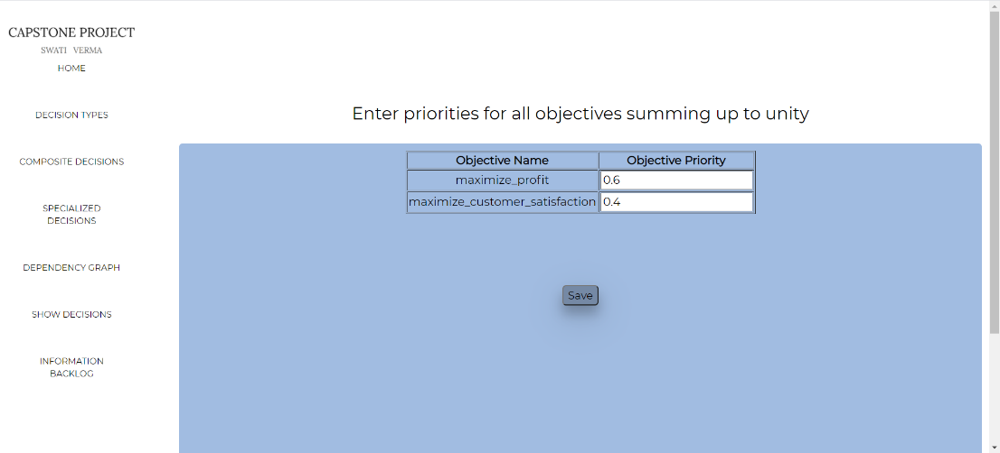 CAPSTONE PROJECT
SWATI VERMA
HOME
DECISION TYPES
COMPOSITE DECISIONS
SPECIALIZED
DECISIONS
DEPENDENCY GRAPH
SHOW DECISIONS
INFORMATION
BACKLOG
Enter priorities for all objectives summing up to unity
Objective Name Objective Priority
maximize_profit 0.6
maximize_customer_satisfaction 0.4
Save